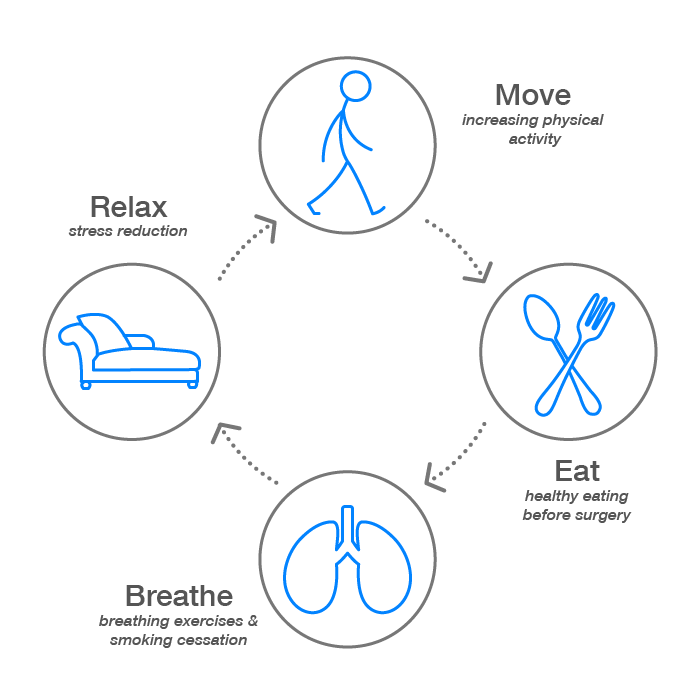 Move
increasing physical
activity
Relax
stress reduction
Eat
healthy eating
before surgery
Breathe
breathing exercises &
smoking cessation